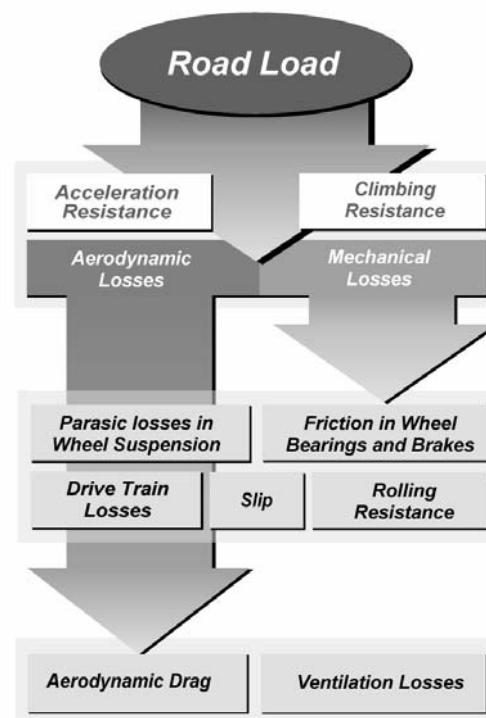 Road Load
Acceleration
Resistance
Climbing
Resistance
Aerodynamic
Losses
Mechanical
Losses
Parasic losses in
Wheel Suspension
Friction in Wheel
Bearings and Brakes
Drive Train
Losses
Slip
Rolling
Resistance
Aerodynamic Drag
Ventilation Losses